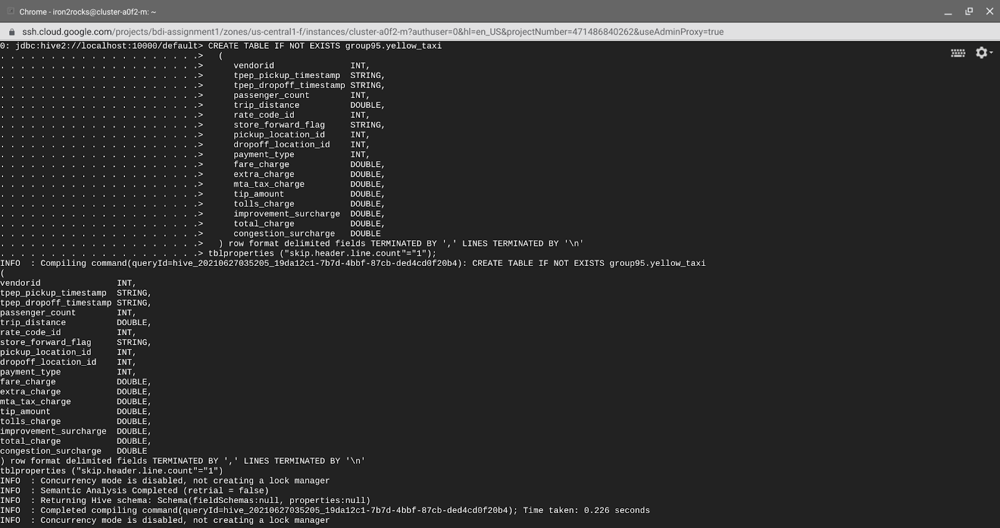 Chrome - iron2rocks@cluster-a0f2-m: ~
ssh.cloud.google.com/projects/bdi-assignment1/zones/us-central1-f/instances/cluster-a0f2-m?authuser=0&hl=en_US&projectNumber=471486840262&useAdminProxy=true
0: jdbc:hive2://localhost:10000/default> CREATE TABLE IF NOT EXISTS group95.yellow_taxi
. . . . . . . . . . . . . . . . . . . .>   (
. . . . . . . . . . . . . . . . . . . .>      vendorid               INT,
. . . . . . . . . . . . . . . . . . . .>      tpep_pickup_timestamp  STRING,
. . . . . . . . . . . . . . . . . . . .>      tpep_dropoff_timestamp STRING,
. . . . . . . . . . . . . . . . . . . .>      passenger_count        INT,
. . . . . . . . . . . . . . . . . . . .>      trip_distance          DOUBLE,
. . . . . . . . . . . . . . . . . . . .>      rate_code_id           INT,
. . . . . . . . . . . . . . . . . . . .>      store_forward_flag     STRING,
. . . . . . . . . . . . . . . . . . . .>      pickup_location_id     INT,
. . . . . . . . . . . . . . . . . . . .>      dropoff_location_id    INT,
. . . . . . . . . . . . . . . . . . . .>      payment_type           INT,
. . . . . . . . . . . . . . . . . . . .>      fare_charge            DOUBLE,
. . . . . . . . . . . . . . . . . . . .>      extra_charge           DOUBLE,
. . . . . . . . . . . . . . . . . . . .>      mta_tax_charge         DOUBLE,
. . . . . . . . . . . . . . . . . . . .>      tip_amount             DOUBLE,
. . . . . . . . . . . . . . . . . . . .>      tolls_charge           DOUBLE,
. . . . . . . . . . . . . . . . . . . .>      improvement_surcharge  DOUBLE,
. . . . . . . . . . . . . . . . . . . .>      total_charge           DOUBLE,
. . . . . . . . . . . . . . . . . . . .>      congestion_surcharge   DOUBLE
. . . . . . . . . . . . . . . . . . . .>   ) row format delimited fields TERMINATED BY ',' LINES TERMINATED BY '\n'
. . . . . . . . . . . . . . . . . . . .> tblproperties ("skip.header.line.count"="1");
INFO  : Compiling command(queryId=hive_20210627035205_19da12c1-7b7d-4bbf-87cb-ded4cd0f20b4): CREATE TABLE IF NOT EXISTS group95.yellow_taxi
(
vendorid               INT,
tpep_pickup_timestamp  STRING,
tpep_dropoff_timestamp STRING,
passenger_count        INT,
trip_distance          DOUBLE,
rate_code_id           INT,
store_forward_flag     STRING,
pickup_location_id     INT,
dropoff_location_id    INT,
payment_type           INT,
fare_charge            DOUBLE,
extra_charge           DOUBLE,
mta_tax_charge         DOUBLE,
tip_amount             DOUBLE,
tolls_charge           DOUBLE,
improvement_surcharge  DOUBLE,
total_charge           DOUBLE,
congestion_surcharge   DOUBLE
) row format delimited fields TERMINATED BY ',' LINES TERMINATED BY '\n'
tblproperties ("skip.header.line.count"="1")
INFO  : Concurrency mode is disabled, not creating a lock manager
INFO  : Semantic Analysis Completed (retrial = false)
INFO  : Returning Hive schema: Schema(fieldSchemas:null, properties:null)
INFO  : Completed compiling command(queryId=hive_20210627035205_19da12c1-7b7d-4bbf-87cb-ded4cd0f20b4); Time taken: 0.226 seconds
INFO  : Concurrency mode is disabled, not creating a lock manager